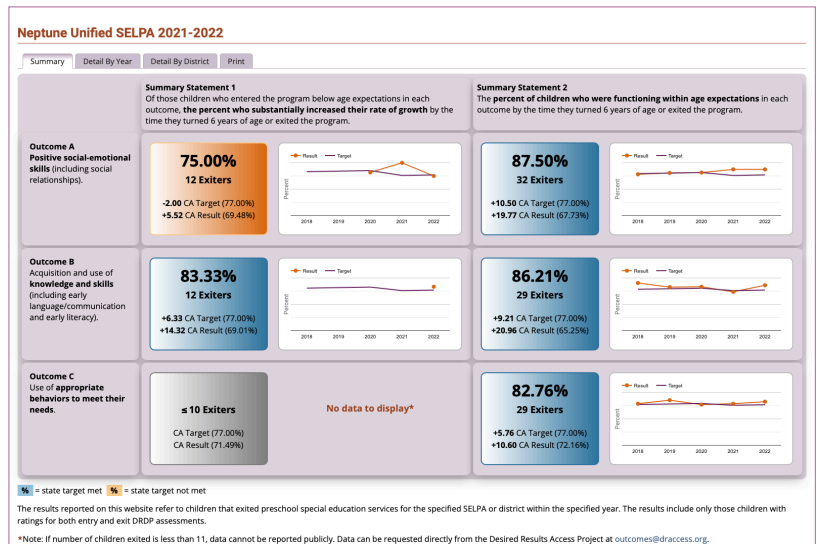 Neptune Unified SELPA 2021-2022
Summary
Detail By Year
Detail By District
Print
Summary Statement 1
Of those children who entered the program below age expectations in each
outcome, the percent who substantially increased their rate of growth by the
time they turned 6 years of age or exited the program.
Summary Statement 2
The percent of children who were functioning within age expectations in each
outcome by the time they turned 6 years of age or exited the program.
Outcome A
Positive social-emotional
skills (including social
relationships).
75.00%
12 Exiters
-2.00 CA Target (77.00%)
+5.52 CA Result (69.48%)
Result Target
Percent
2018 2019 2020 2021 2022
87.50%
32 Exiters
+10.50 CA Target (77.00%)
+19.77 CA Result (67.73%)
Result Target
Percent
2018 2019 2020 2021 2022
Outcome B
Acquisition and use of
knowledge and skills
(including early
language/communication
and early literacy).
83.33%
12 Exiters
+6.33 CA Target (77.00%)
+14.32 CA Result (69.01%)
Result Target
Percent
2018 2019 2020 2021 2022
86.21%
29 Exiters
+9.21 CA Target (77.00%)
+20.96 CA Result (65.25%)
Result Target
Percent
2018 2019 2020 2021 2022
Outcome C
Use of appropriate
behaviors to meet their
needs.
≤10 Exiters
CA Target (77.00%)
CA Result (71.49%)
No data to display*
82.76%
29 Exiters
+5.76 CA Target (77.00%)
+10.60 CA Result (72.16%)
Result Target
Percent
2018 2019 2020 2021 2022
% = state target met % = state target not met
The results reported on this website refer to children that exited preschool special education services for the specified SELPA or district within the specified year. The results include only those children with
ratings for both entry and exit DRDP assessments.
*Note: If number of children exited is less than 11, data cannot be reported publicly. Data can be requested directly from the Desired Results Access Project at outcomes@draccess.org.